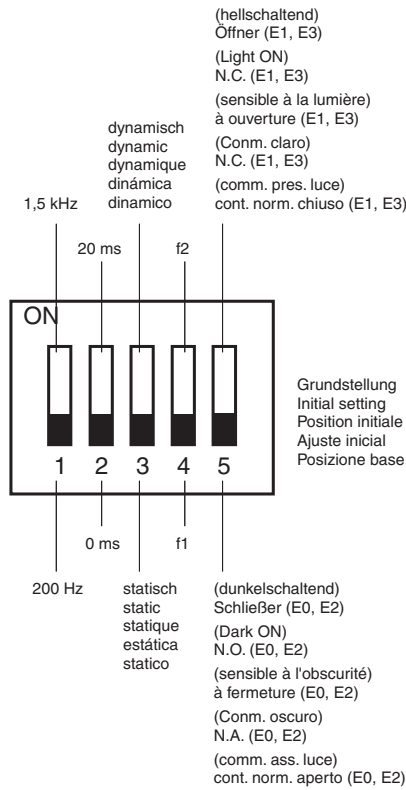 (hellschaltend)
Öffner (E1, E3)
(Light ON)
N.C. (E1, E3)
(sensible à la lumière)
à ouverture (E1, E3)
(Conm. claro)
N.C. (E1, E3)
(comm. pres. luce)
cont. norm. chiuso (E1, E3)
dynamisch
dynamic
dynamique
dinámica
dinamico
1,5 kHz
20 ms
f2
ON
1 2 3 4 5
Grundstellung
Initial setting
Position initiale
Ajuste inicial
Posizione base
0 ms
f1
200 Hz
statisch
static
statique
estática
statico
(dunkelschaltend)
Schließer (E0, E2)
(Dark ON)
N.O. (E0, E2)
(sensible à l'obscurité)
à fermeture (E0, E2)
(Conm. oscuro)
N.A. (E0, E2)
(comm. ass. luce)
cont. norm. aperto (E0, E2)